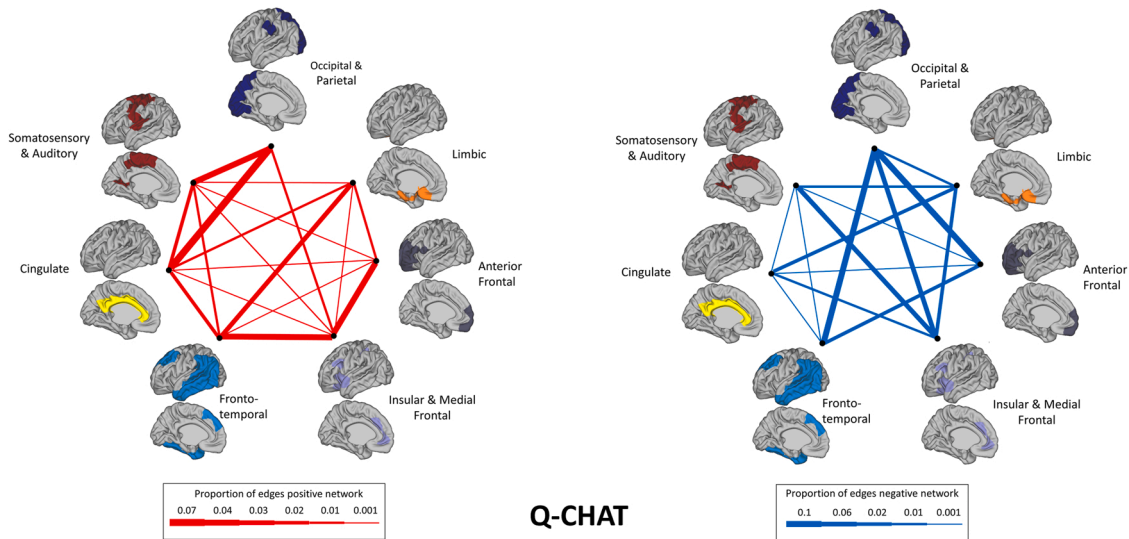 Occipital &
Parietal
Somatosensory
& Auditory
Limbic
Cingulate
Anterior
Frontal
Fronto-
temporal
Insular & Medial
Frontal
Proportion of edges positive network
0.07 0.04 0.03 0.02 0.01 0.001
Q-CHAT
Occipital &
Parietal
Somatosensory
& Auditory
Limbic
Cingulate
Anterior
Frontal
Fronto-
temporal
Insular & Medial
Frontal
Proportion of edges negative network
0.1 0.06 0.02 0.01 0.001